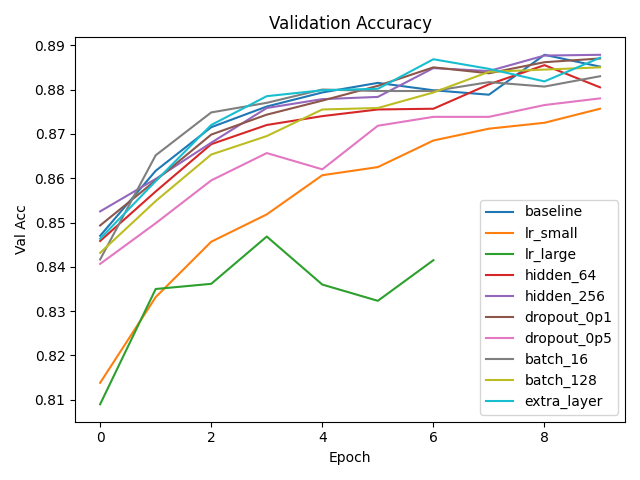 Validation Accuracy
Val Acc
0.89
0.88
0.87
0.86
0.85
0.84
0.83
0.82
0.81
0
2
4
6
8
Epoch
baseline
lr_small
lr_large
hidden_64
hidden_256
dropout_0p1
dropout_0p5
batch_16
batch_128
extra_layer